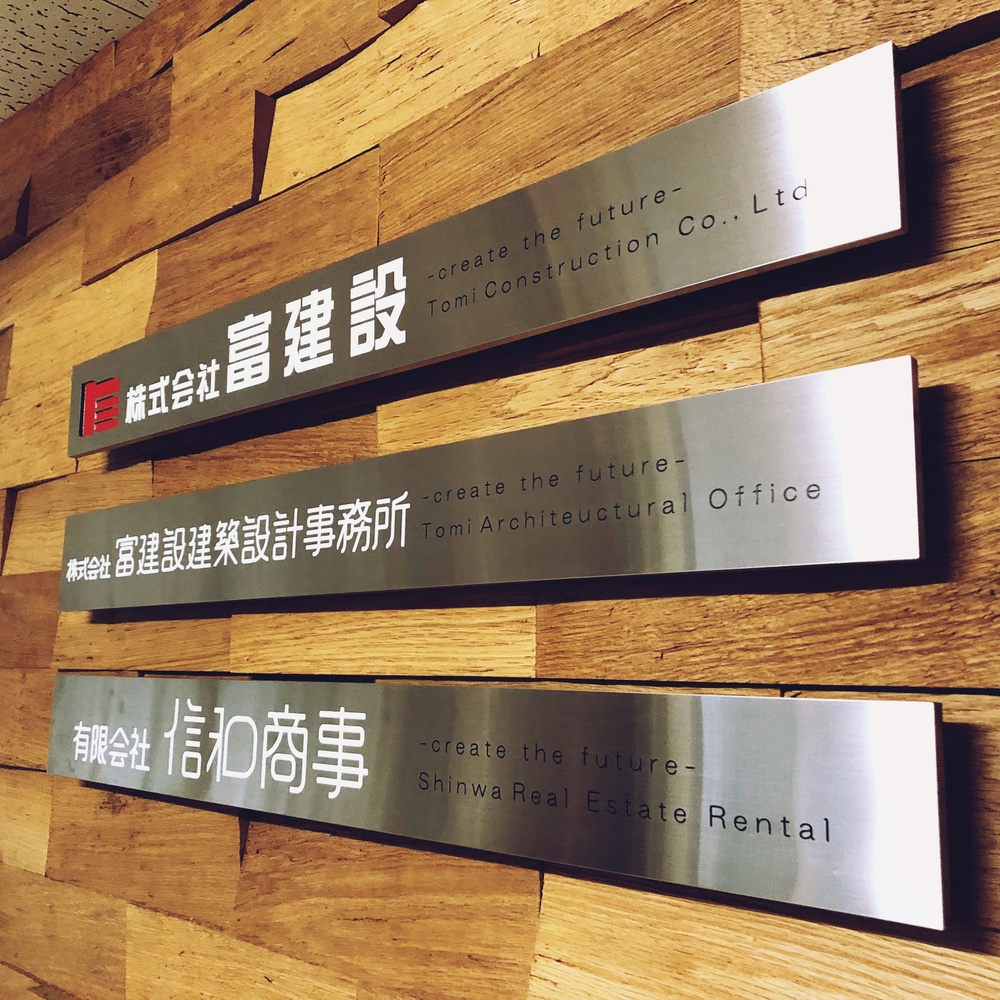 株式会社 富建設
-create the future-
Tomi Construction Co., Ltd
株式会社 富建設建築設計事務所
-create the future-
Tomi Architeuctural Office
有限会社 信和商事
-create the future-
Shinwa Real Estate Rental